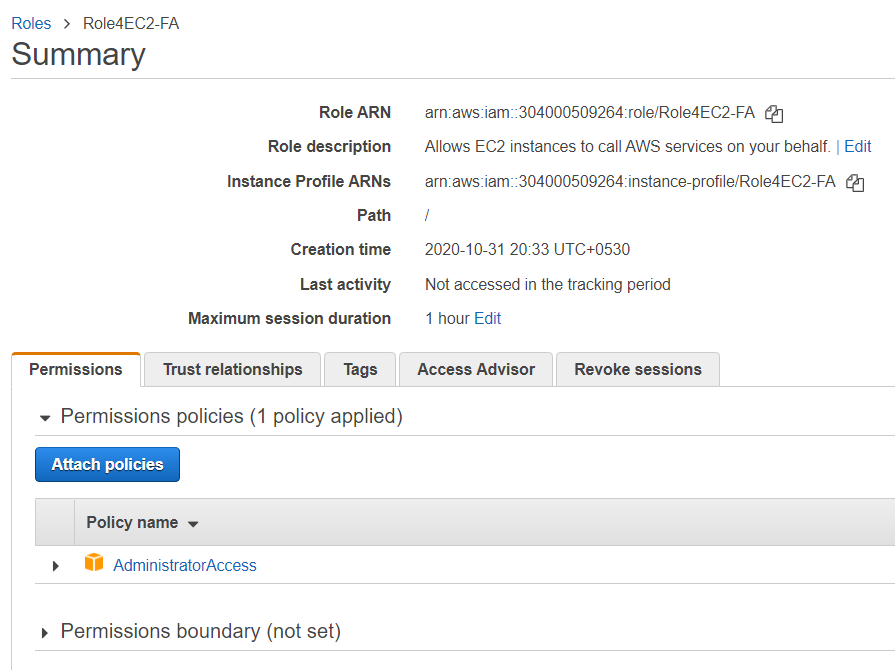 Roles > Role4EC2-FA
Summary
Role ARN arn:aws:iam::304000509264:role/Role4EC2-FA
Role description Allows EC2 instances to call AWS services on your behalf. | Edit
Instance Profile ARNs arn:aws:iam::304000509264:instance-profile/Role4EC2-FA
Path /
Creation time 2020-10-31 20:33 UTC+0530
Last activity Not accessed in the tracking period
Maximum session duration 1 hour Edit
Permissions Trust relationships Tags Access Advisor Revoke sessions
Permissions policies (1 policy applied)
Attach policies
Policy name
AdministratorAccess
Permissions boundary (not set)